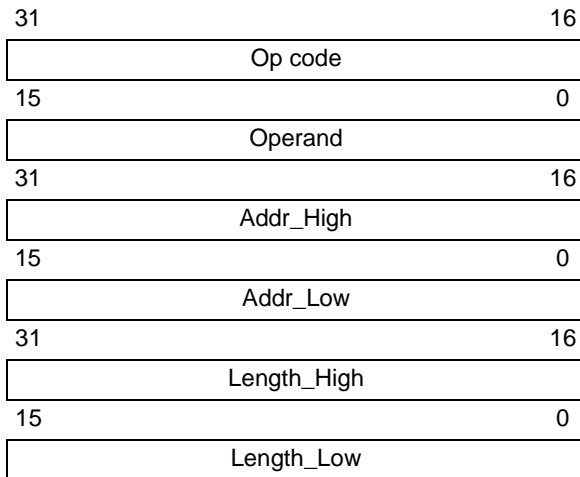 31 16
Op code
15 0
Operand
31 16
Addr_High
15 0
Addr_Low
31 16
Length_High
15 0
Length_Low